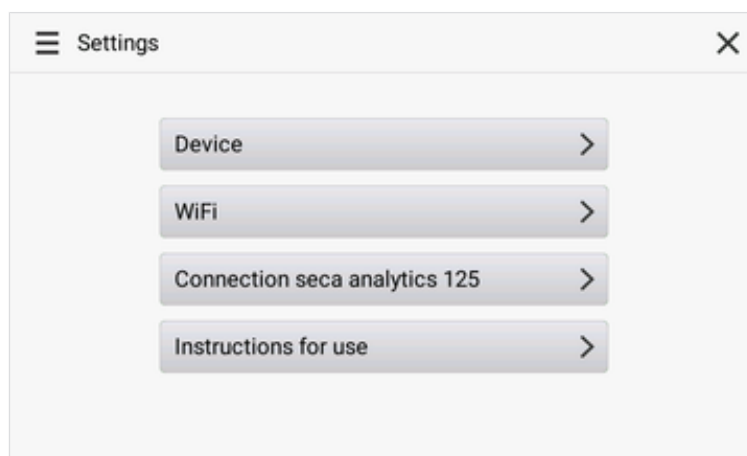 Settings
Device
WiFi
Connection seca analytics 125
Instructions for use